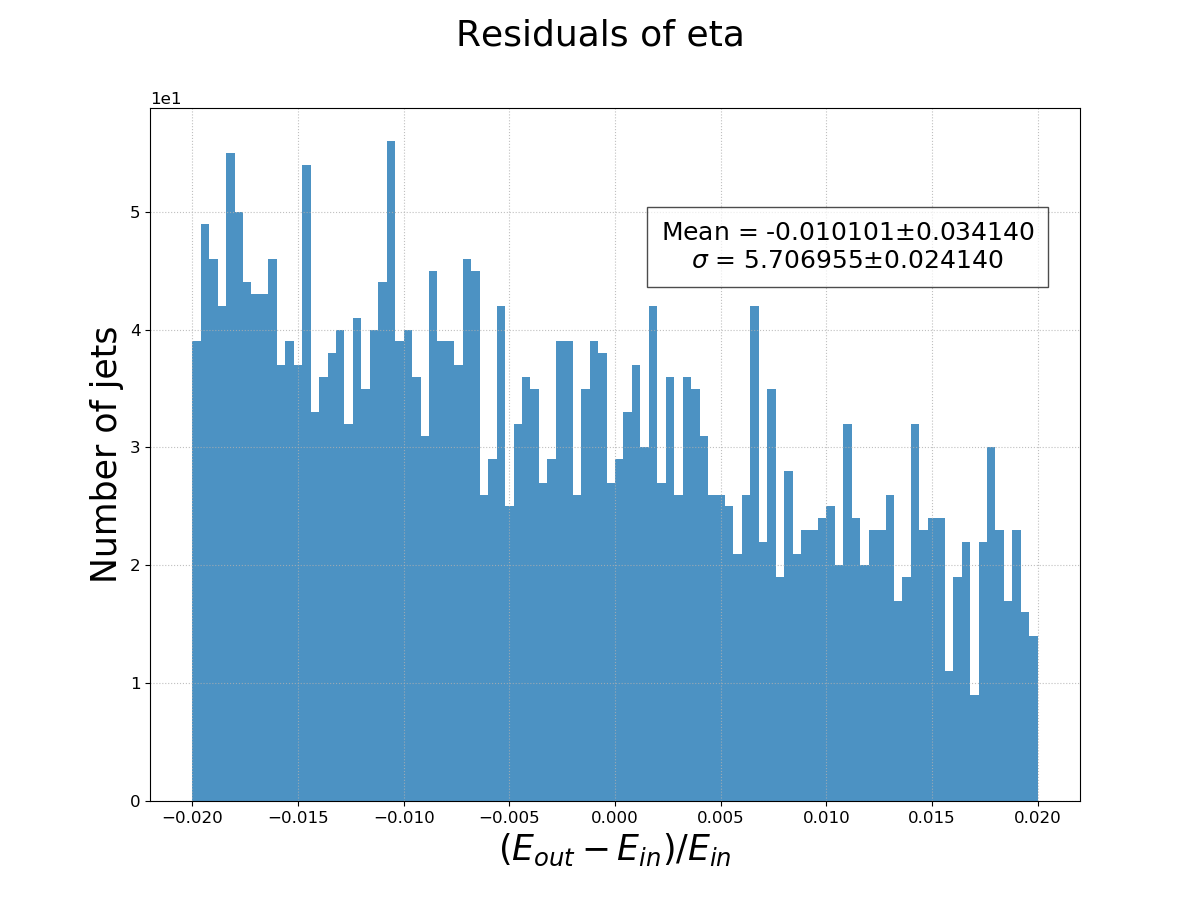 Residuals of eta
1e1
Mean = -0.010101±0.034140
σ = 5.706955±0.024140
Number of jets
5
4
3
2
1
0
−0.020 −0.015 −0.010 −0.005 0.000 0.005 0.010 0.015 0.020
(E_out − E_in)/E_in